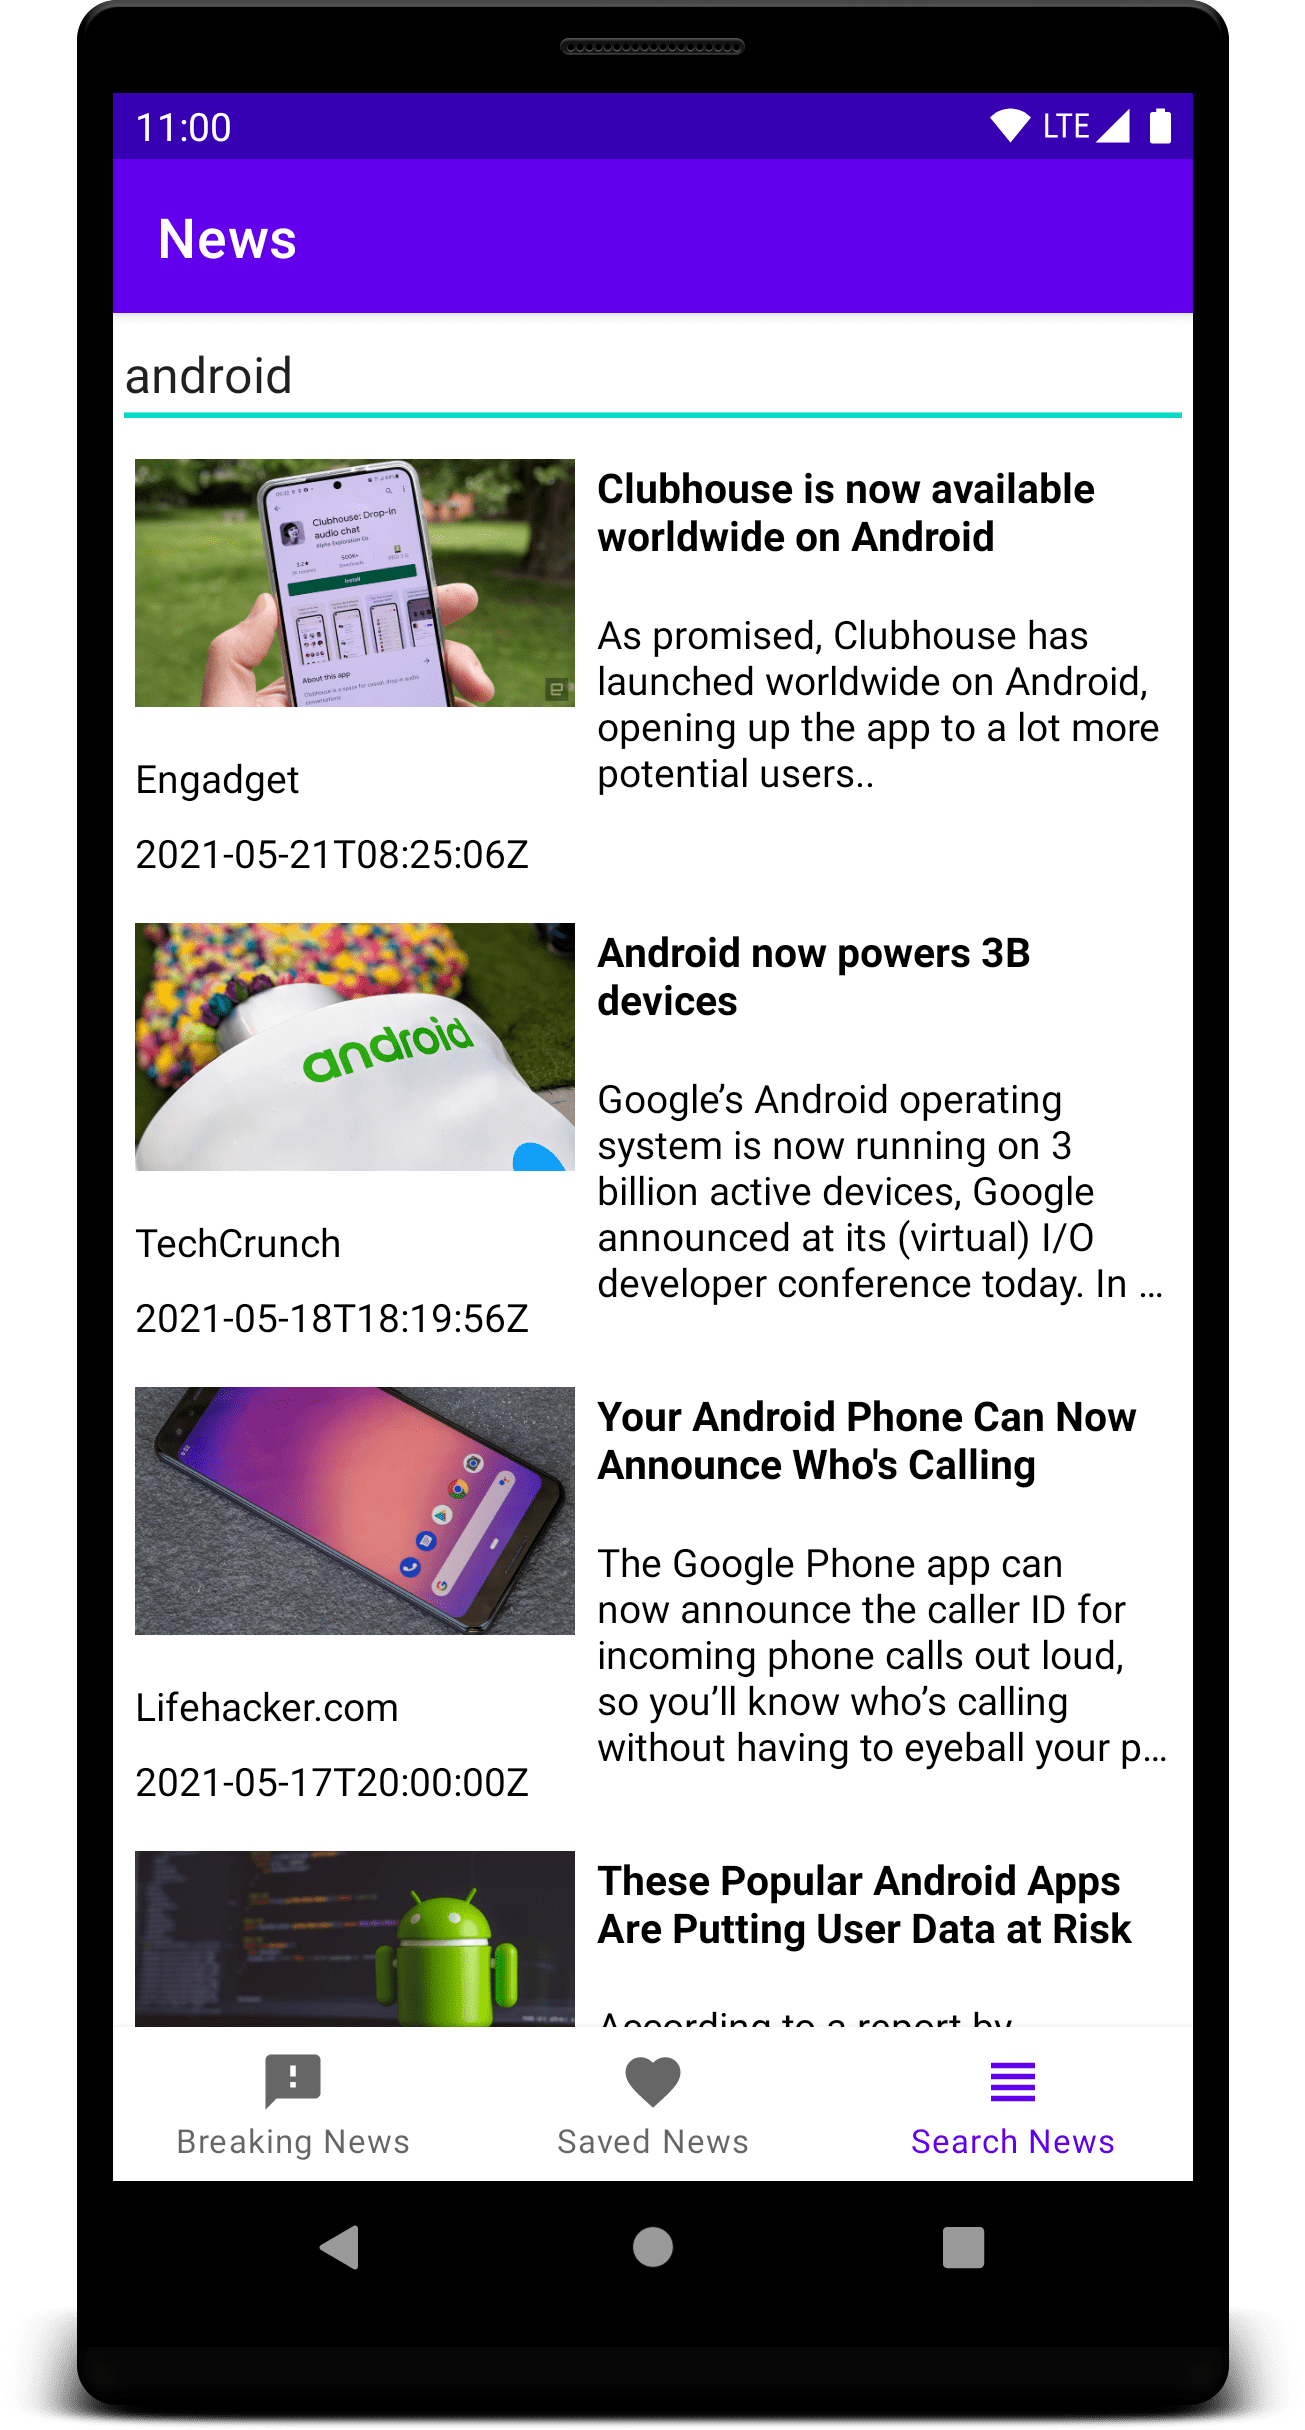 11:00
LTE
News
android
Clubhouse: Drop-in
audio chat
Install
About this app
Clubhouse is now available
worldwide on Android
As promised, Clubhouse has
launched worldwide on Android,
opening up the app to a lot more
potential users..
Engadget
2021-05-21T08:25:06Z
android
Android now powers 3B
devices
Google’s Android operating
system is now running on 3
billion active devices, Google
announced at its (virtual) I/O
developer conference today. In …
TechCrunch
2021-05-18T18:19:56Z
Your Android Phone Can Now
Announce Who's Calling
The Google Phone app can
now announce the caller ID for
incoming phone calls out loud,
so you’ll know who’s calling
without having to eyeball your p…
Lifehacker.com
2021-05-17T20:00:00Z
These Popular Android Apps
Are Putting User Data at Risk
According to a report by
Breaking News
Saved News
Search News